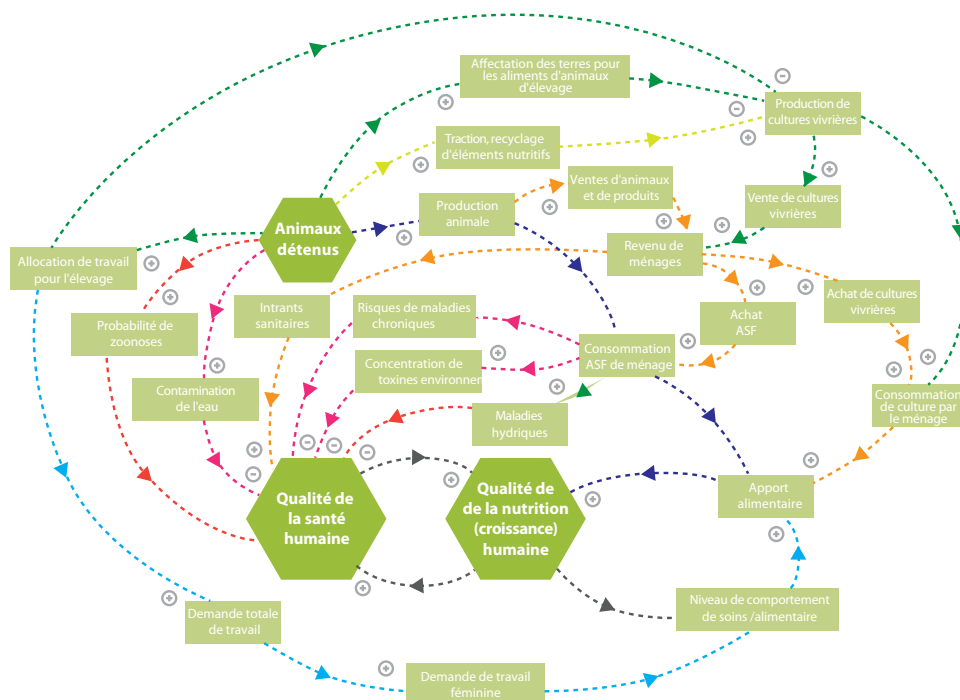 Affectation des terres pour
les aliments d'animaux
d'élevage
Production de
cultures vivrières
Traction, recyclage
d'éléments nutritifs
Ventes d'animaux
et de produits
Production
animale
Vente de cultures
vivrières
Animaux
détenus
Revenu de
ménages
Allocation de travail
pour l'élevage
Intrants
sanitaires
Risques de maladies
chroniques
Achat
ASF
Achat de cultures
vivrières
Probabilité de
zoonoses
Concentration de
toxines environnen
Consommation
ASF de ménage
Contamination
de l'eau
Maladies
hydriques
Consommation
de culture par
le ménage
Qualité de
la santé
humaine
Qualité de
de la nutrition
(croissance)
humaine
Apport
alimentaire
Demande totale
de travail
Niveau de comportement
de soins /alimentaire
Demande de travail
féminine